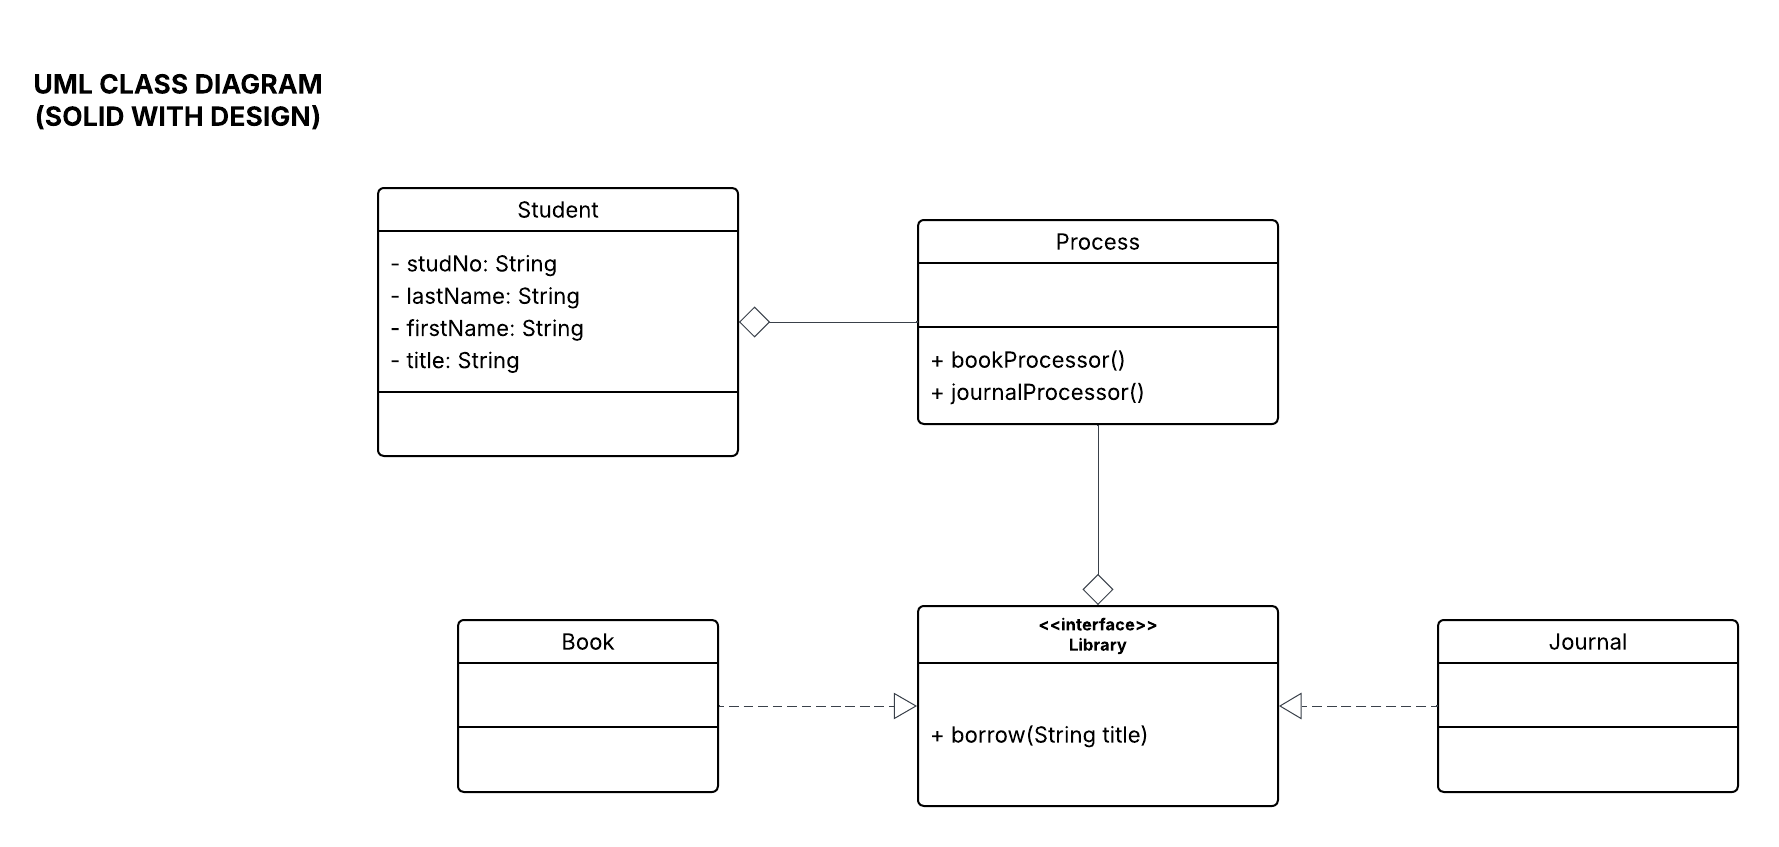 UML CLASS DIAGRAM
(SOLID WITH DESIGN)
Student
- studNo: String
- lastName: String
- firstName: String
- title: String
Process
+ bookProcessor()
+ journalProcessor()
Book
<<interface>>
Library
+ borrow(String title)
Journal